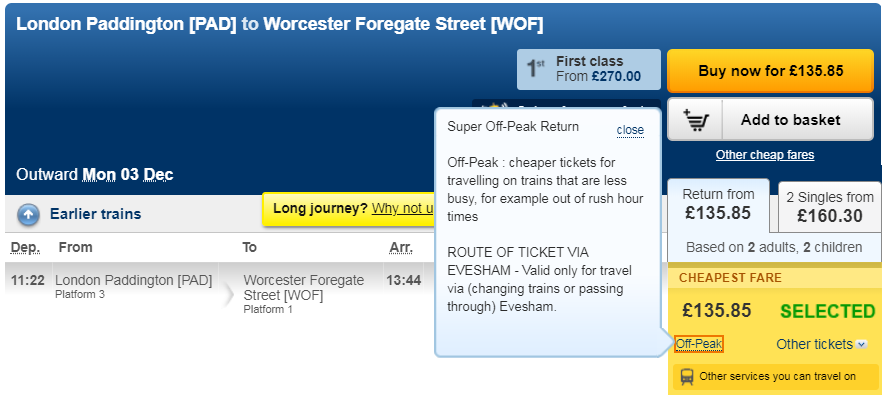 London Paddington [PAD] to Worcester Foregate Street [WOF]
1st First class
From £270.00
Buy now for £135.85
Add to basket
Other cheap fares
Outward Mon 03 Dec
Super Off-Peak Return
close
Off-Peak : cheaper tickets for
travelling on trains that are less
busy, for example out of rush hour
times
ROUTE OF TICKET VIA
EVESHAM - Valid only for travel
via (changing trains or passing
through) Evesham.
Return from
£135.85
2 Singles from
£160.30
Based on 2 adults, 2 children
Earlier trains
Long journey? Why not u
Dep. From To Arr.
11:22 London Paddington [PAD] Worcester Foregate 13:44
Platform 3 Street [WOF]
Platform 1
CHEAPEST FARE
£135.85 SELECTED
Off-Peak Other tickets
Other services you can travel on